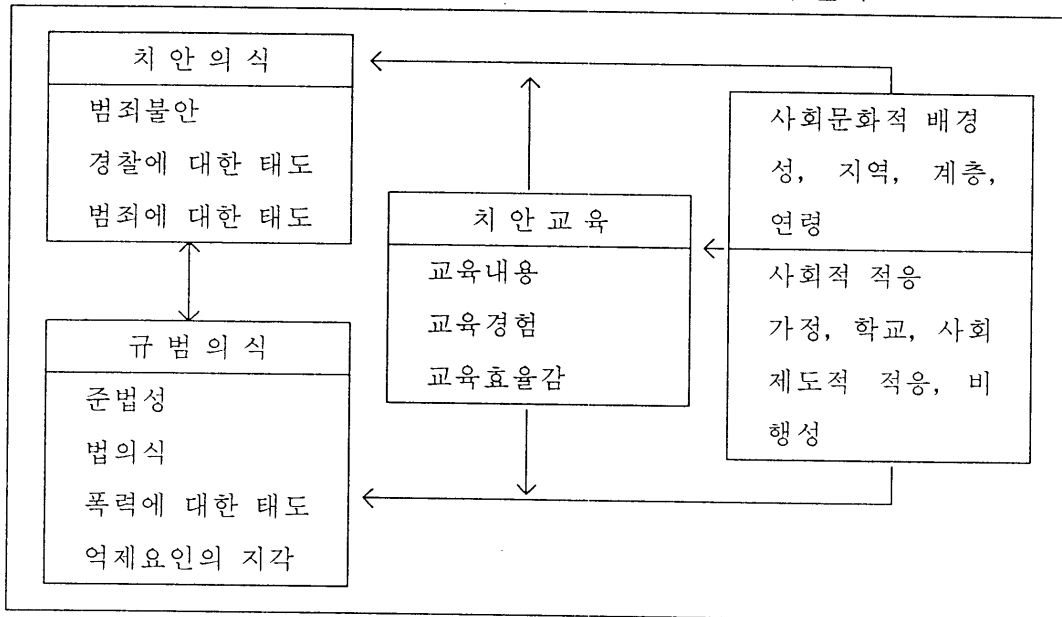 치안의식
범죄불안
경찰에 대한 태도
범죄에 대한 태도
규범의식
준법성
법의식
폭력에 대한 태도
억제요인의 지각
치안교육
교육내용
교육경험
교육효율감
사회문화적 배경
성, 지역, 계층,
연령
사회적 적응
가정, 학교, 사회
제도적 적응, 비
행성